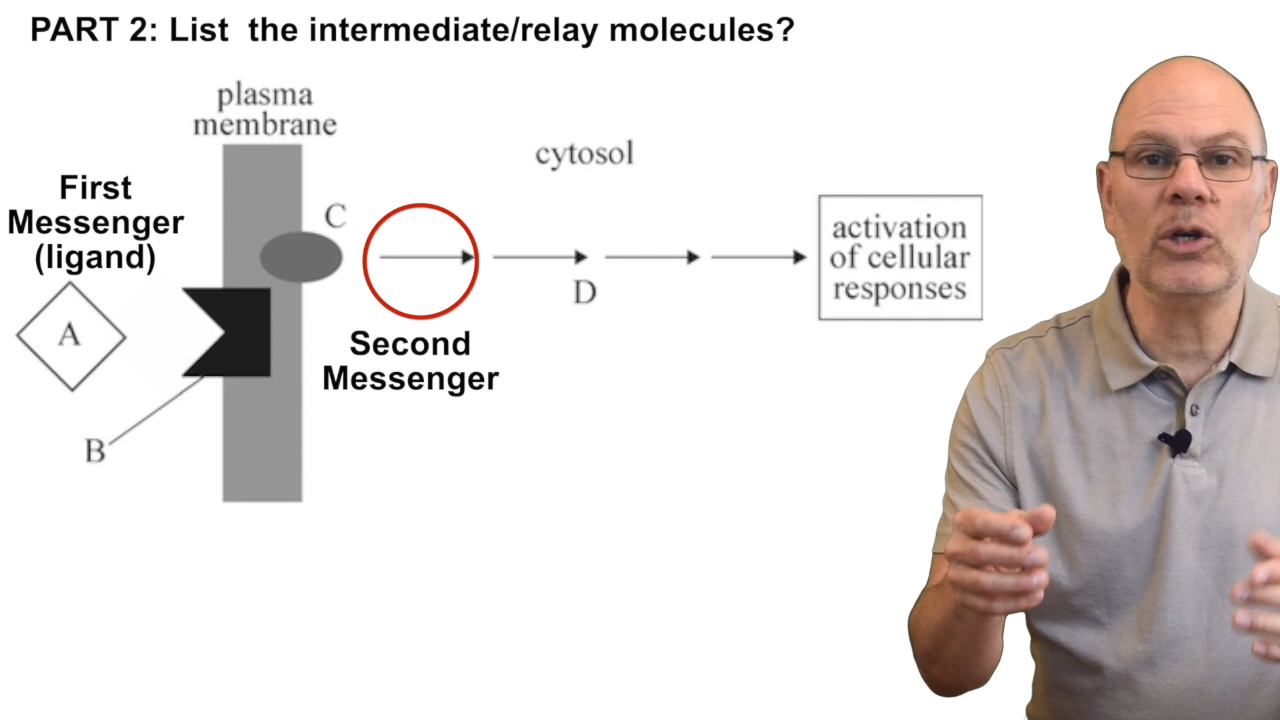 PART 2: List the intermediate/relay molecules?
plasma
membrane
cytosol
First
Messenger
(ligand)
C
A
B
D
Second
Messenger
activation
of cellular
responses